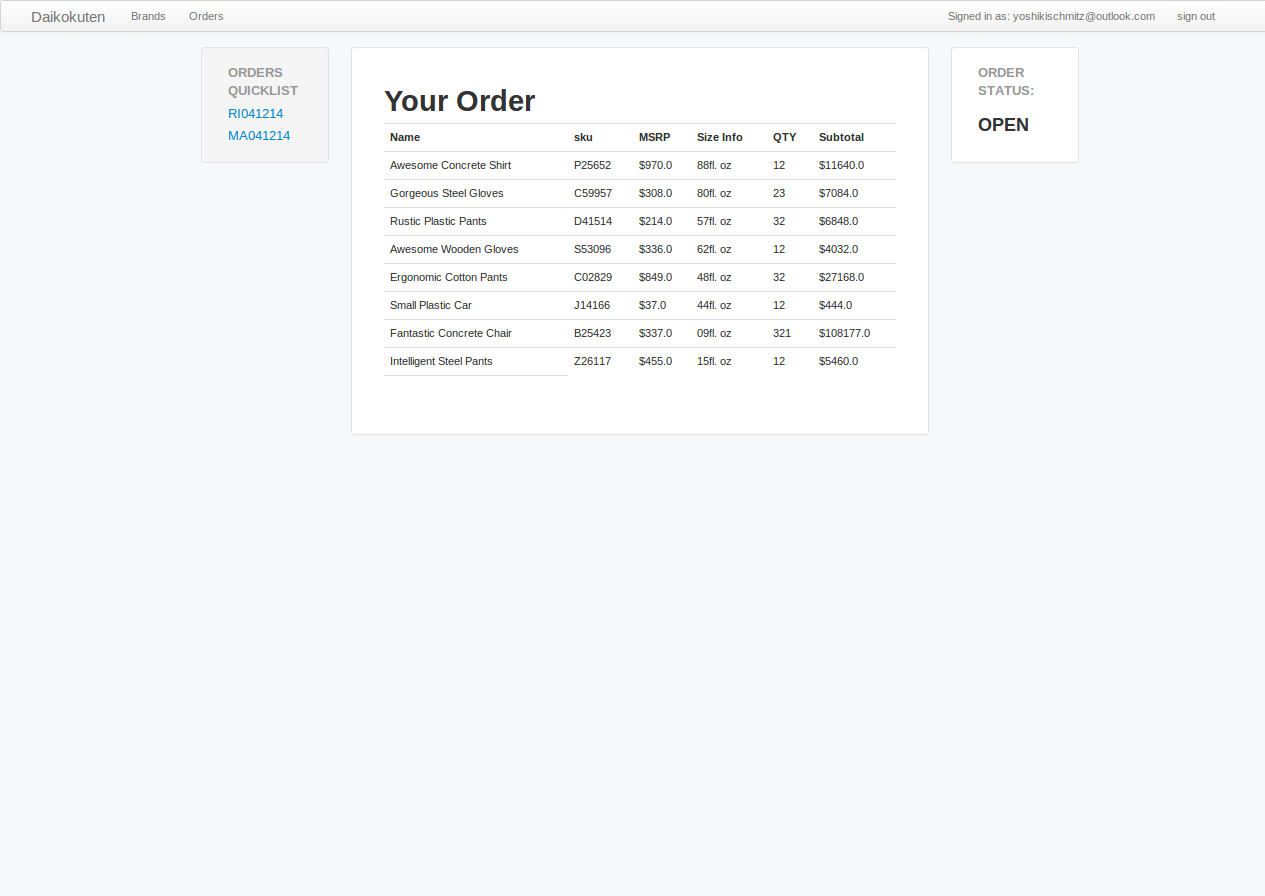 Daikokuten Brands Orders Signed in as: yoshikischmitz@outlook.com sign out
ORDERS
QUICKLIST
RI041214
MA041214
Your Order
Name sku MSRP Size Info QTY Subtotal
Awesome Concrete Shirt P25652 $970.0 88fl. oz 12 $11640.0
Gorgeous Steel Gloves C59957 $308.0 80fl. oz 23 $7084.0
Rustic Plastic Pants D41514 $214.0 57fl. oz 32 $6848.0
Awesome Wooden Gloves S53096 $336.0 62fl. oz 12 $4032.0
Ergonomic Cotton Pants C02829 $849.0 48fl. oz 32 $27168.0
Small Plastic Car J14166 $37.0 44fl. oz 12 $444.0
Fantastic Concrete Chair B25423 $337.0 09fl. oz 321 $108177.0
Intelligent Steel Pants Z26117 $455.0 15fl. oz 12 $5460.0
ORDER
STATUS:
OPEN